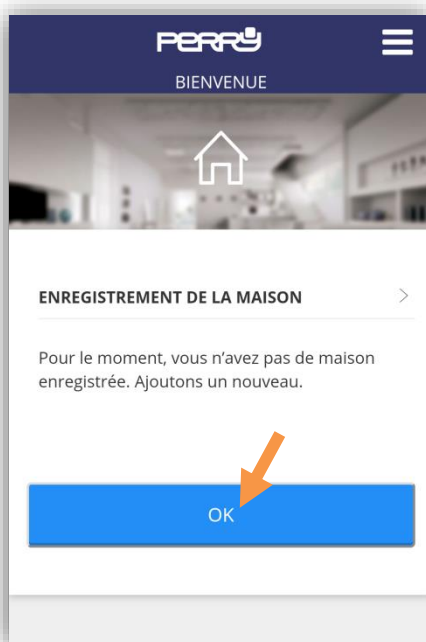 PERRY
BIENVENUE
ENREGISTREMENT DE LA MAISON
Pour le moment, vous n’avez pas de maison
enregistrée. Ajoutons un nouveau.
OK